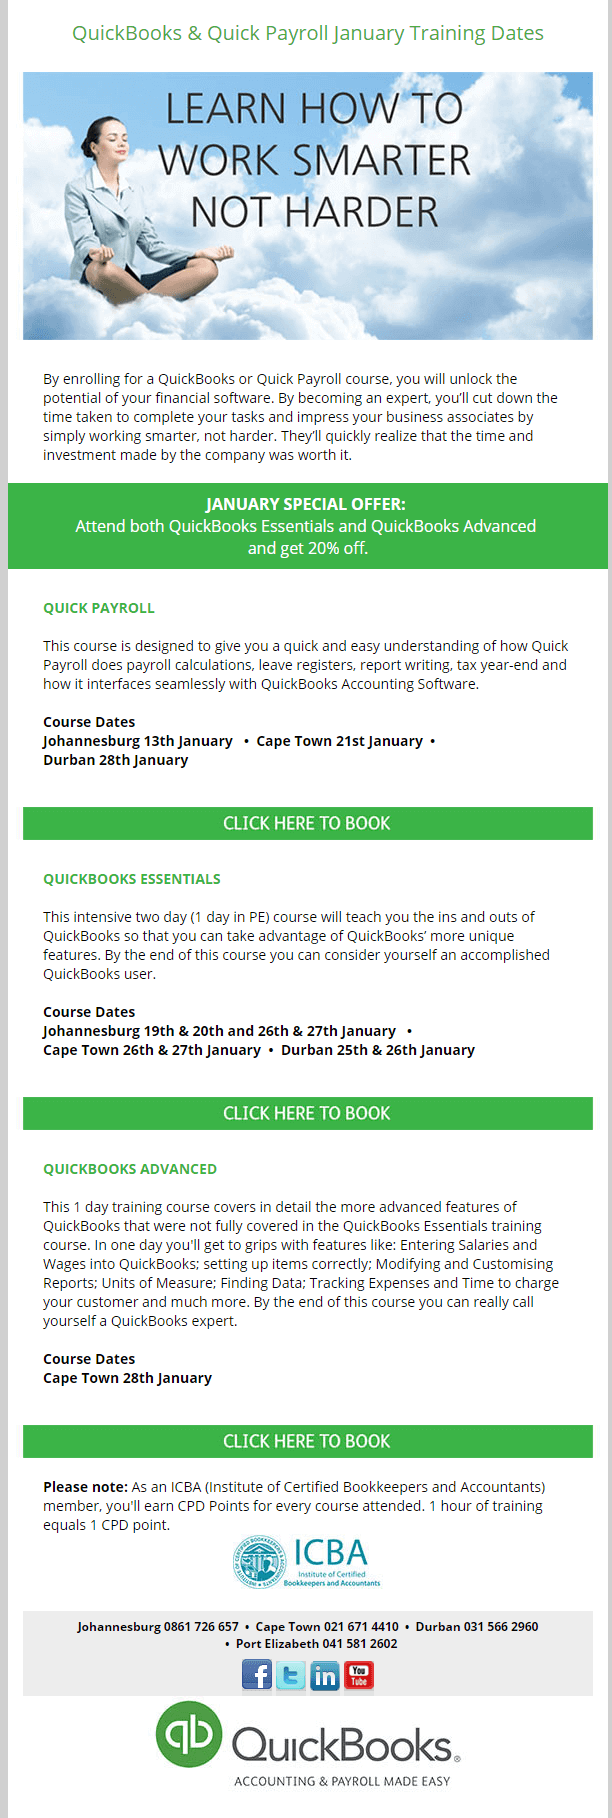 QuickBooks & Quick Payroll January Training Dates
LEARN HOW TO
WORK SMARTER
NOT HARDER
By enrolling for a QuickBooks or Quick Payroll course, you will unlock the
potential of your financial software. By becoming an expert, you’ll cut down the
time taken to complete your tasks and impress your business associates by
simply working smarter, not harder. They’ll quickly realize that the time and
investment made by the company was worth it.
JANUARY SPECIAL OFFER:
Attend both QuickBooks Essentials and QuickBooks Advanced
and get 20% off.
QUICK PAYROLL
This course is designed to give you a quick and easy understanding of how Quick
Payroll does payroll calculations, leave registers, report writing, tax year-end and
how it interfaces seamlessly with QuickBooks Accounting Software.
Course Dates
Johannesburg 13th January • Cape Town 21st January •
Durban 28th January
CLICK HERE TO BOOK
QUICKBOOKS ESSENTIALS
This intensive two day (1 day in PE) course will teach you the ins and outs of
QuickBooks so that you can take advantage of QuickBooks’ more unique
features. By the end of this course you can consider yourself an accomplished
QuickBooks user.
Course Dates
Johannesburg 19th & 20th and 26th & 27th January •
Cape Town 26th & 27th January • Durban 25th & 26th January
CLICK HERE TO BOOK
QUICKBOOKS ADVANCED
This 1 day training course covers in detail the more advanced features of
QuickBooks that were not fully covered in the QuickBooks Essentials training
course. In one day you'll get to grips with features like: Entering Salaries and
Wages into QuickBooks; setting up items correctly; Modifying and Customising
Reports; Units of Measure; Finding Data; Tracking Expenses and Time to charge
your customer and much more. By the end of this course you can really call
yourself a QuickBooks expert.
Course Dates
Cape Town 28th January
CLICK HERE TO BOOK
Please note: As an ICBA (Institute of Certified Bookkeepers and Accountants)
member, you'll earn CPD Points for every course attended. 1 hour of training
equals 1 CPD point.
ICBA
Institute of Certified
Bookkeepers and Accountants
Johannesburg 0861 726 657 • Cape Town 021 671 4410 • Durban 031 566 2960
• Port Elizabeth 041 581 2602
f t in You Tube
qb QuickBooks®
ACCOUNTING & PAYROLL MADE EASY